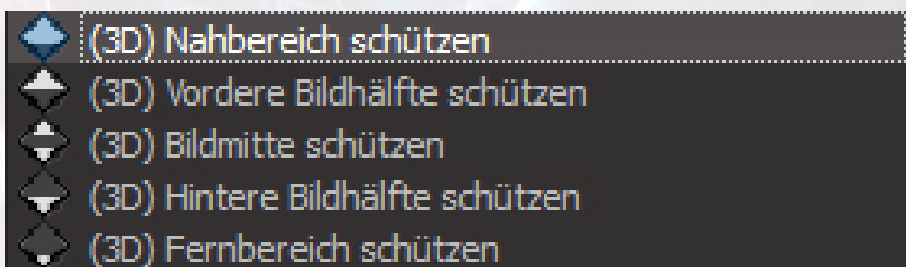 (3D) Nahbereich schützen
(3D) Vordere Bildhälfte schützen
(3D) Bildmitte schützen
(3D) Hintere Bildhälfte schützen
(3D) Fernbereich schützen